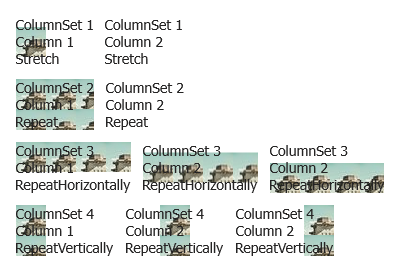 ColumnSet 1 ColumnSet 1
Column 1 Column 2
Stretch Stretch
ColumnSet 2 ColumnSet 2
Column 1 Column 2
Repeat Repeat
ColumnSet 3 ColumnSet 3 ColumnSet 3
Column 1 Column 2 Column 2
RepeatHorizontally RepeatHorizontally RepeatHorizontally
ColumnSet 4 ColumnSet 4 ColumnSet 4
Column 1 Column 2 Column 2
RepeatVertically RepeatVertically RepeatVertically